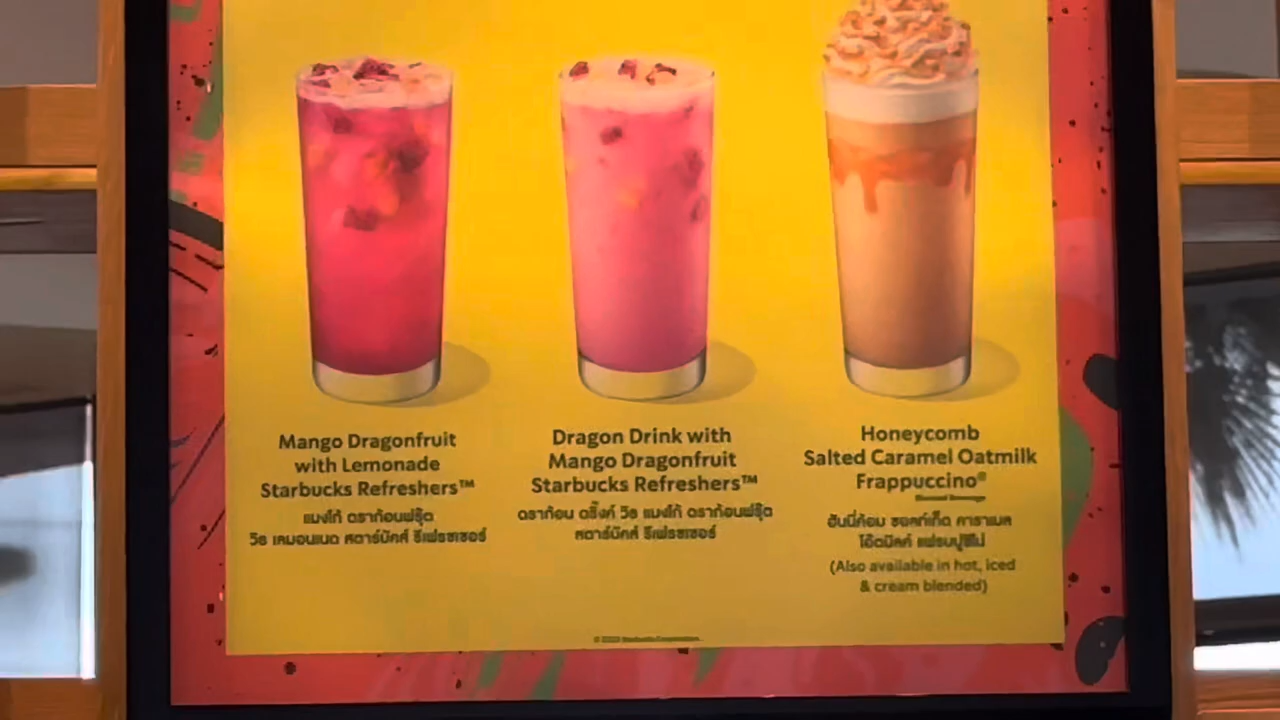 Mango Dragonfruit
with Lemonade
Starbucks Refreshers™
แมงโก้ ดราก้อนฟรุ๊ต
วิธ เลมอนเนด สตาร์บัคส์ รีเฟรชเชอร์
Dragon Drink with
Mango Dragonfruit
Starbucks Refreshers™
ดราก้อน ดริ๊งค์ วิธ แมงโก้ ดราก้อนฟรุ๊ต
สตาร์บัคส์ รีเฟรชเชอร์
Honeycomb
Salted Caramel Oatmilk
Frappuccino®
Blended Beverage
ฮันนี่ค้อม ซอลท์เท็ด คาราเมล
โอ๊ตมิลค์ แฟรบปูชิโน่
(Also available in hot, iced
& cream blended)